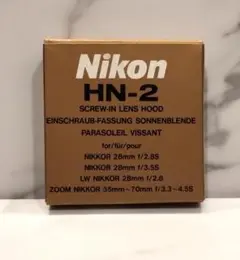 Nikon
HN-2
SCREW-IN LENS HOOD
EINSCHRAUB-FASSUNG SONNENBLENDE
PARASOLEIL VISSANT
for/für/pour
NIKKOR 28mm f/2.8S
NIKKOR 28mm f/3.5S
LW NIKKOR 28mm f/2.8
ZOOM NIKKOR 35mm~70mm f/3.3~4.5S